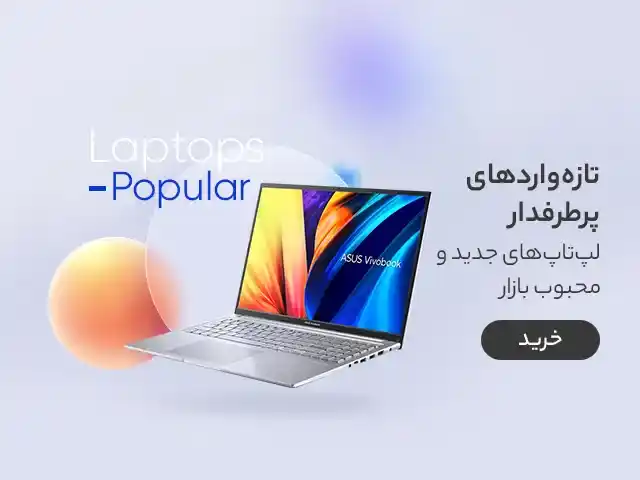 Laptops
-Popular
ASUS Vivobook
تازه‌واردهای
پرطرفدار
لپ‌تاپ‌های جدید و
محبوب بازار
خرید